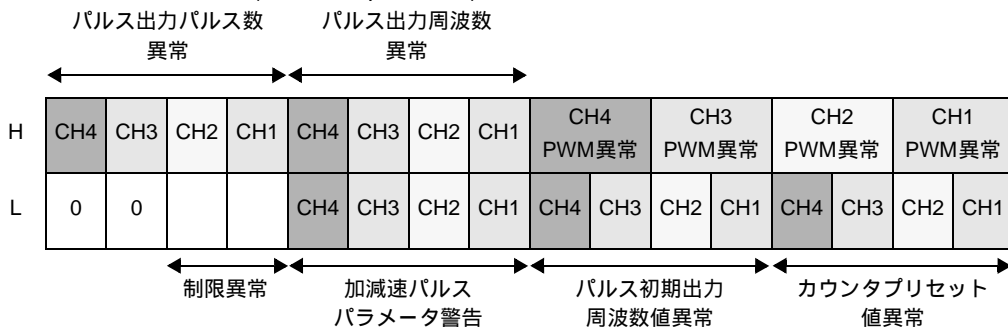 パルス出力パルス数 パルス出力周波数
異常 異常
H CH4 CH3 CH2 CH1 CH4 CH3 CH2 CH1 CH4 CH3 CH2 CH1
PWM異常 PWM異常 PWM異常 PWM異常
L 0 0 CH4 CH3 CH2 CH1 CH4 CH3 CH2 CH1 CH4 CH3 CH2 CH1
制限異常 加減速パルス パルス初期出力 カウンタプリセット
パラメータ警告 周波数値異常 値異常